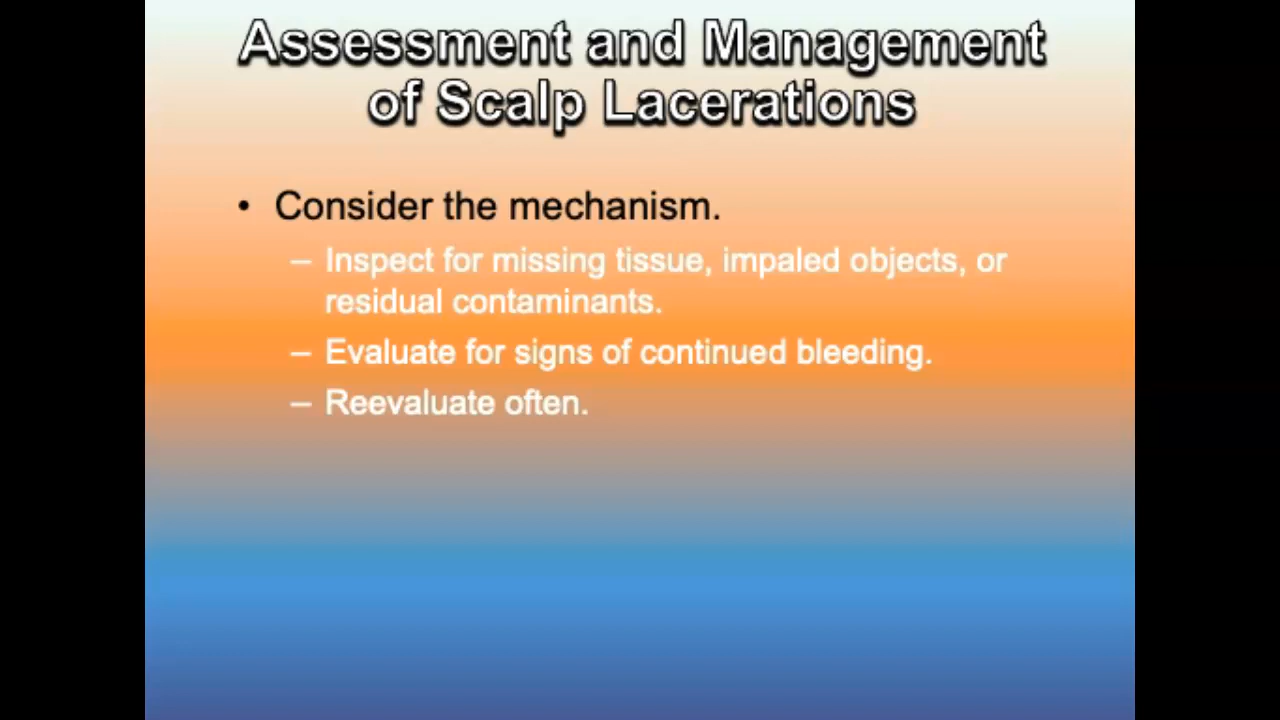 Assessment and Management
of Scalp Lacerations
• Consider the mechanism.
– Inspect for missing tissue, impaled objects, or
residual contaminants.
– Evaluate for signs of continued bleeding.
– Reevaluate often.